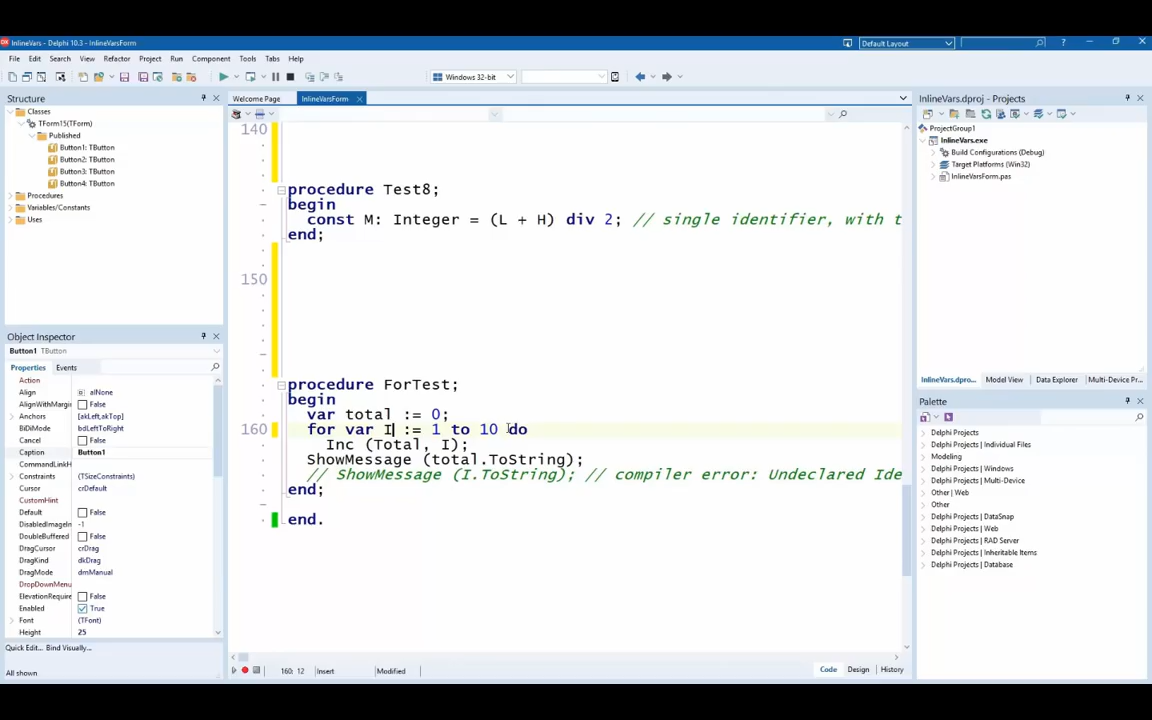 InlineVars - Delphi 10.3 - InlineVarsForm
Default Layout
File Edit Search View Refactor Project Run Component Tools Tabs Help
Windows 32-bit
Structure
Classes
TForm15(TForm)
Published
Button1: TButton
Button2: TButton
Button3: TButton
Button4: TButton
Procedures
Variables/Constants
Uses
Object Inspector
Button1 TButton
Properties Events
Action
Align alNone
AlignWithMargin False
Anchors [akLeft,akTop]
BiDiMode bdLeftToRight
Cancel False
Caption Button1
CommandLinkH
Constraints (TSizeConstraints)
Cursor crDefault
CustomHint
Default False
DisabledImageIn -1
DoubleBuffered False
DragCursor crDrag
DragKind dkDrag
DragMode dmManual
DropDownMenu
ElevationRequire False
Enabled True
Font (TFont)
Height 25
Quick Edit... Bind Visually...
All shown
Welcome Page InlineVarsForm
140
procedure Test8;
begin
const M: Integer = (L + H) div 2; // single identifier, with t
end;
150
procedure ForTest;
begin
var total := 0;
160 for var I := 1 to 10 do
Inc (Total, I);
ShowMessage (total.ToString);
// ShowMessage (I.ToString); // compiler error: Undeclared Ide
end;
end.
160: 12 Insert Modified Code Design History
InlineVars.dproj - Projects
ProjectGroup1
InlineVars.exe
Build Configurations (Debug)
Target Platforms (Win32)
InlineVarsForm.pas
InlineVars.dpro... Model View Data Explorer Multi-Device Pr...
Palette
Delphi Projects
Delphi Projects | Individual Files
Modeling
Delphi Projects | Windows
Delphi Projects | Multi-Device
Other | Web
Other
Delphi Projects | DataSnap
Delphi Projects | Web
Delphi Projects | RAD Server
Delphi Projects | Inheritable Items
Delphi Projects | Database